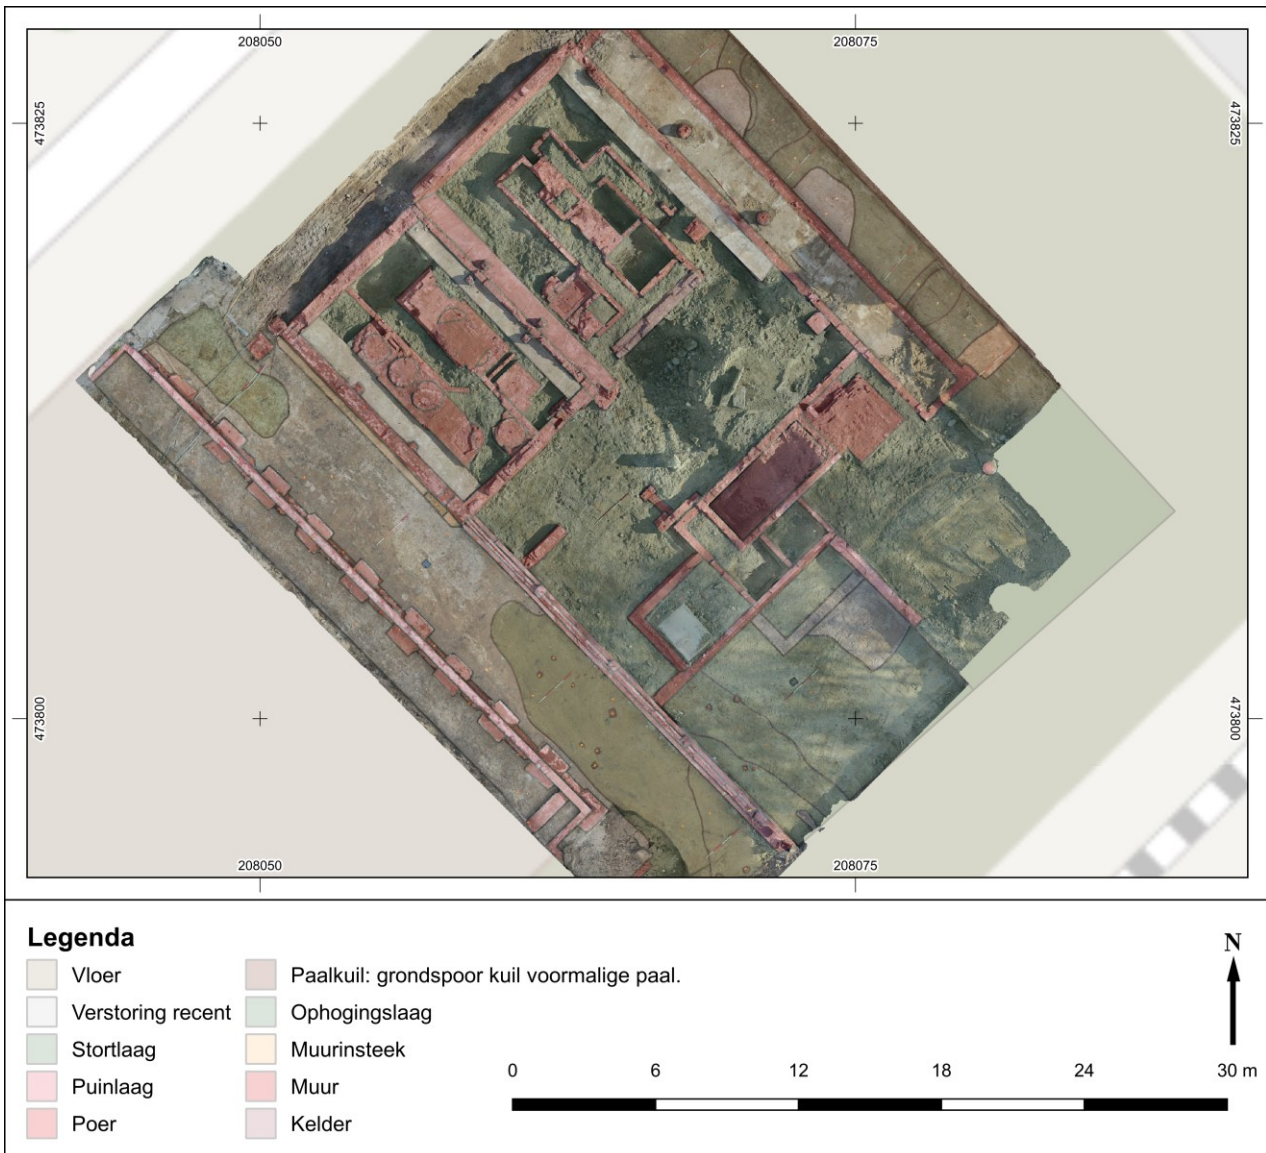 208050 208075
473825 473825
473800 473800
208050 208075
Legenda
Vloer
Verstoring recent
Stortlaag
Puinlaag
Poer
Paalkuil: grondspoor kuil voormalige paal.
Ophogingslaag
Muurinsteek
Muur
Kelder
N
0 6 12 18 24 30 m